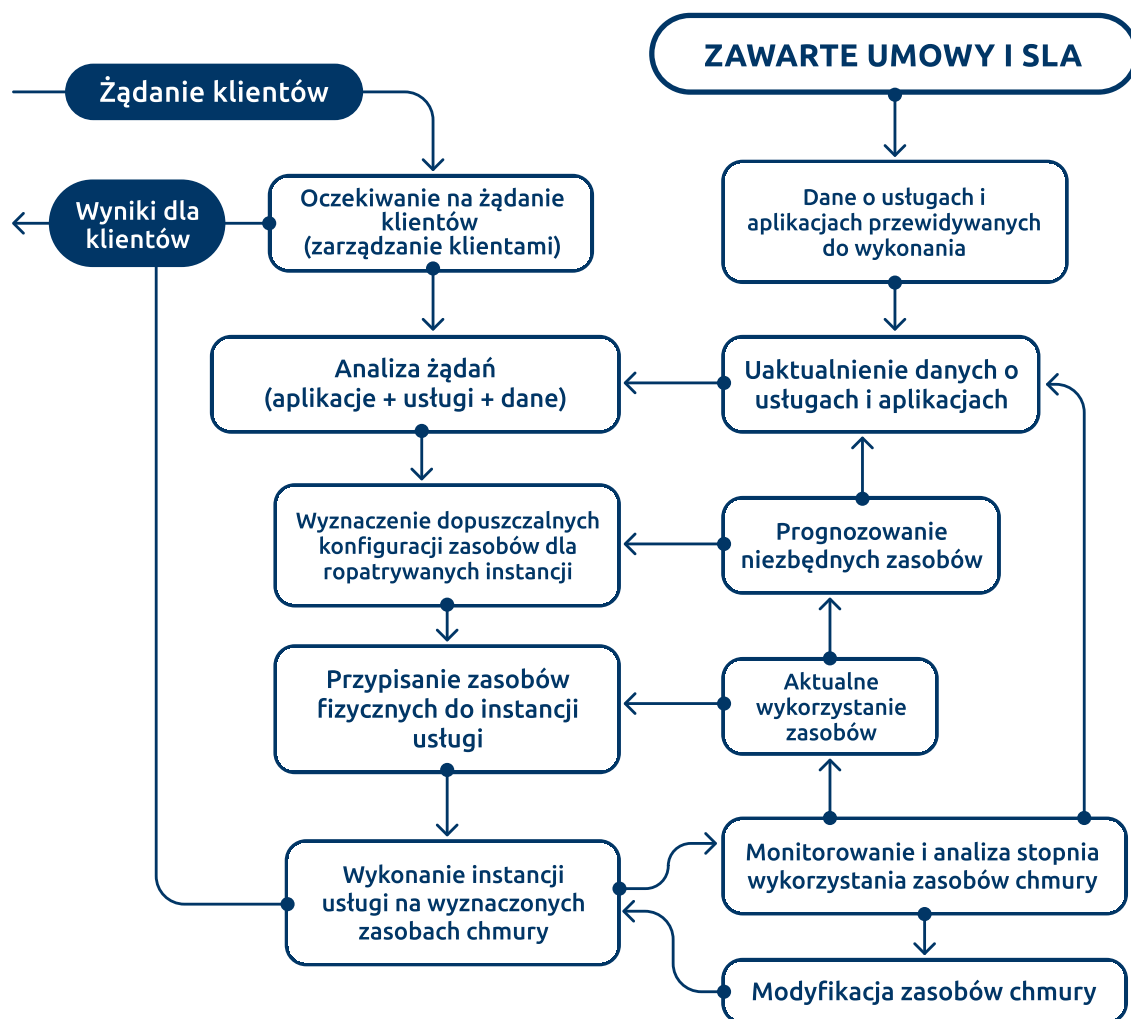 ZAWARTE UMOWY I SLA
Żądanie klientów
Oczekiwanie na żądanie
klientów
(zarządzanie klientami)
Wyniki dla
klientów
Dane o usługach i
aplikacjach przewidywanych
do wykonania
Analiza żądań
(aplikacje + usługi + dane)
Uaktualnienie danych o
usługach i aplikacjach
Wyznaczenie dopuszczalnych
konfiguracji zasobów dla
ropatrywanych instancji
Prognozowanie
niezbędnych zasobów
Przypisanie zasobów
fizycznych do instancji
usługi
Aktualne
wykorzystanie
zasobów
Wykonanie instancji
usługi na wyznaczonych
zasobach chmury
Monitorowanie i analiza stopnia
wykorzystania zasobów chmury
Modyfikacja zasobów chmury